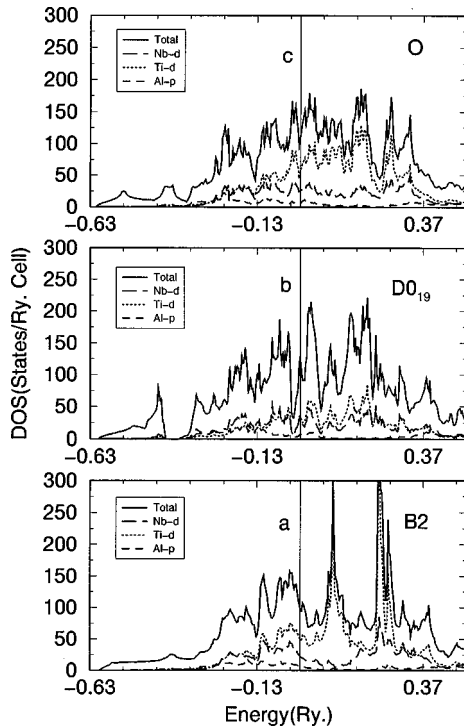 300
250
200
150
100
50
0
Total
Nb-d
Ti-d
Al-p
c
O
-0.63
-0.13
0.37
DOS(States/Ry. Cell)
300
250
200
150
100
50
0
Total
Nb-d
Ti-d
Al-p
b
D0₁₉
-0.63
-0.13
0.37
300
250
200
150
100
50
0
Total
Nb-d
Ti-d
Al-p
a
B2
-0.63
-0.13
0.37
Energy(Ry.)